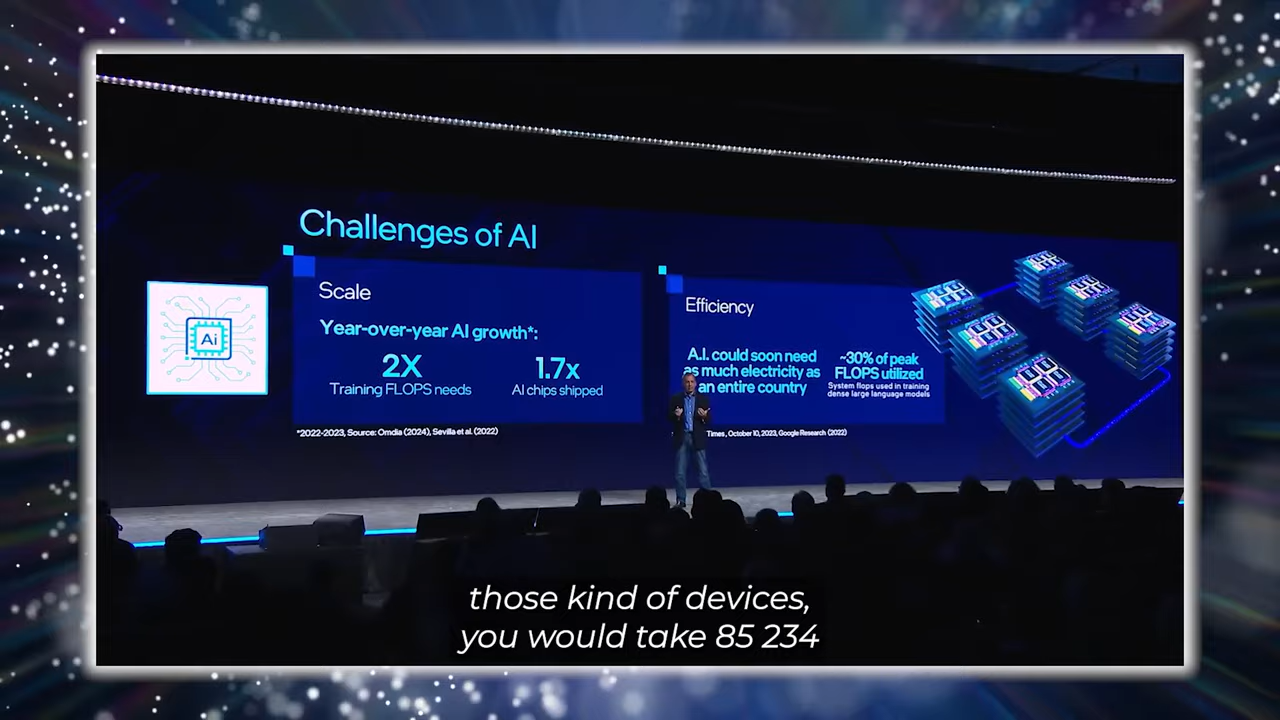 Challenges of AI
Ai
Scale
Year-over-year AI growth*:
2X
Training FLOPS needs
1.7x
AI chips shipped
*2022-2023, Source: Omdia (2024), Sevilla et al. (2022)
Efficiency
A.I. could soon need
as much electricity as
an entire country
~30% of peak
FLOPS utilized
System flops used in training
dense large language models
Times, October 10, 2023, Google Research (2022)
those kind of devices,
you would take 85 234